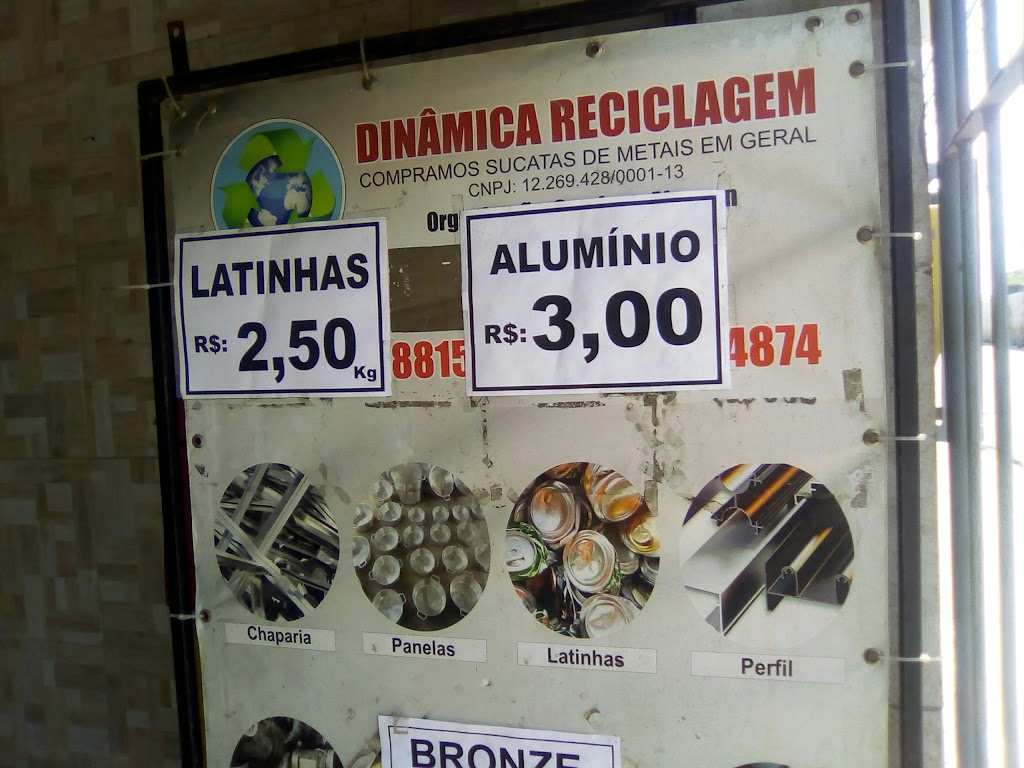 DINÂMICA RECICLAGEM
COMPRAMOS SUCATAS DE METAIS EM GERAL
CNPJ: 12.269.428/0001-13
LATINHAS
R$: 2,50 Kg
ALUMÍNIO
R$: 3,00
8815
4874
Chaparia
Panelas
Latinhas
Perfil
BRONZE